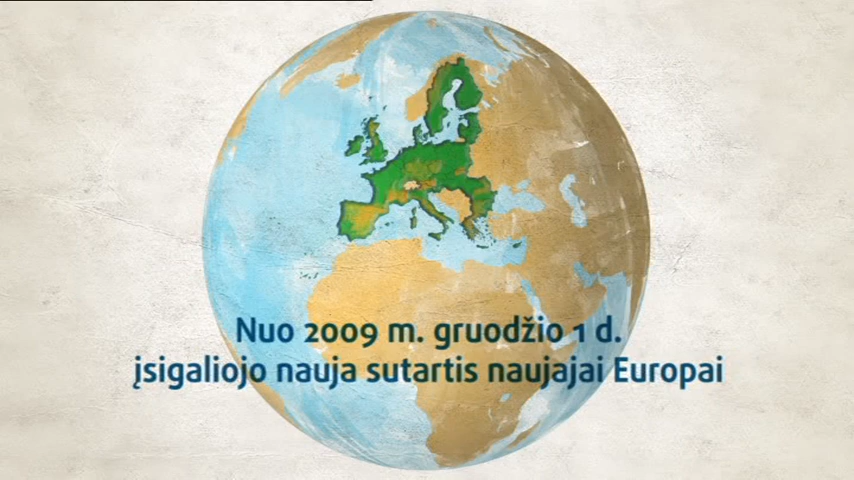 Nuo 2009 m. gruodžio 1 d.
įsigaliojo nauja sutartis naujajai Europai